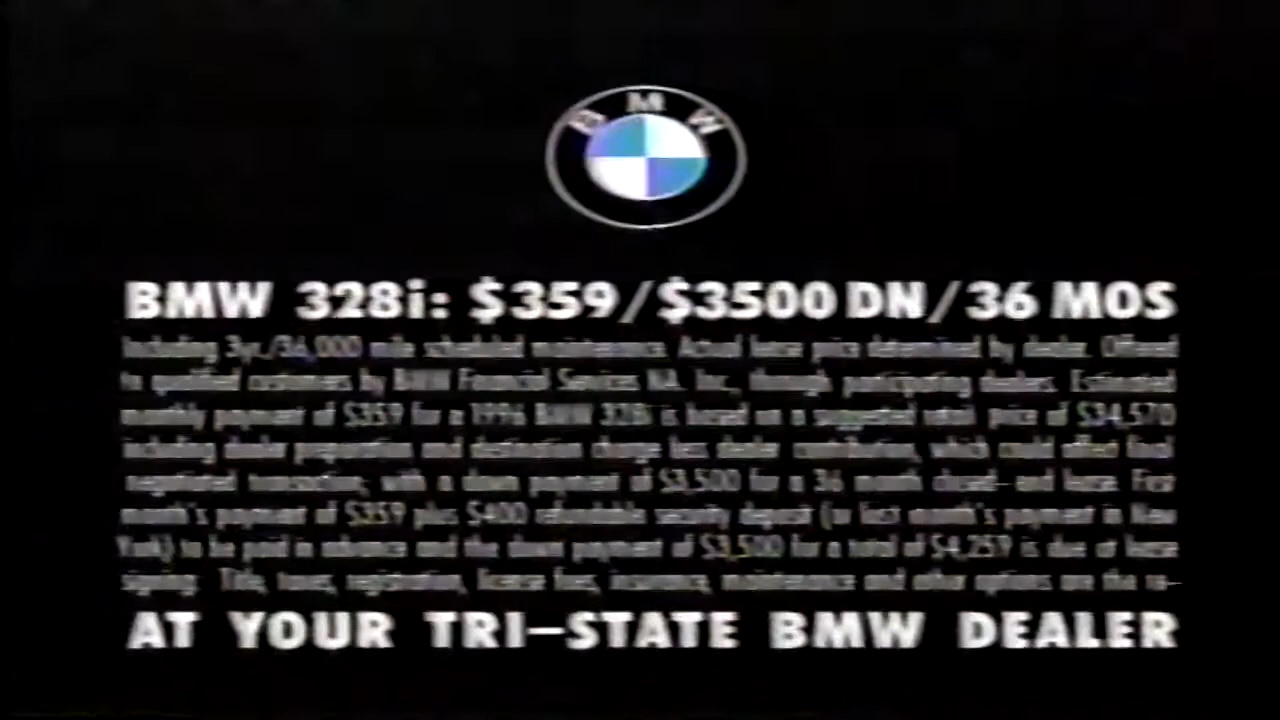 BMW
BMW 328i: $359/$3500 DN/36 MOS
Including 3yr./36,000 mile scheduled maintenance. Actual lease price determined by dealer. Offered
to qualified customers by BMW Financial Services NA. Inc., through participating dealers. Estimated
monthly payment of $359 for a 1996 BMW 328i is based on a suggested retail price of $34,570
including dealer preparation and destination charge less dealer contribution, which could affect final
negotiated transaction; with a down payment of $3,500 for a 36 month closed-end lease. First
month's payment of $359 plus $400 refundable security deposit (or last month's payment in New
York) to be paid in advance and the down payment of $3,500 for a total of $4,259 is due at lease
signing. Title, taxes, registration, license fees, insurance, maintenance and other options are the re-
AT YOUR TRI-STATE BMW DEALER